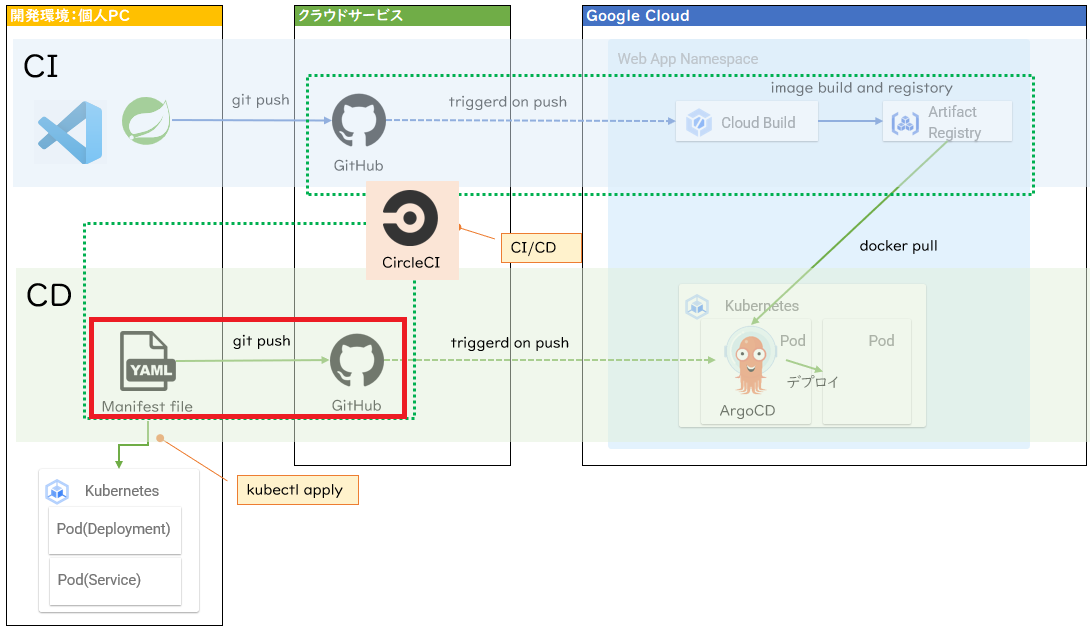 開発環境:個人PC
クラウドサービス
Google Cloud
CI
Web App Namespace
git push
triggerd on push
image build and registory
Cloud Build
Artifact
Registry
GitHub
CircleCI
CI/CD
docker pull
CD
Kubernetes
git push
triggerd on push
Pod
Pod
YAML
デプロイ
Manifest file
GitHub
ArgoCD
kubectl apply
Kubernetes
Pod(Deployment)
Pod(Service)